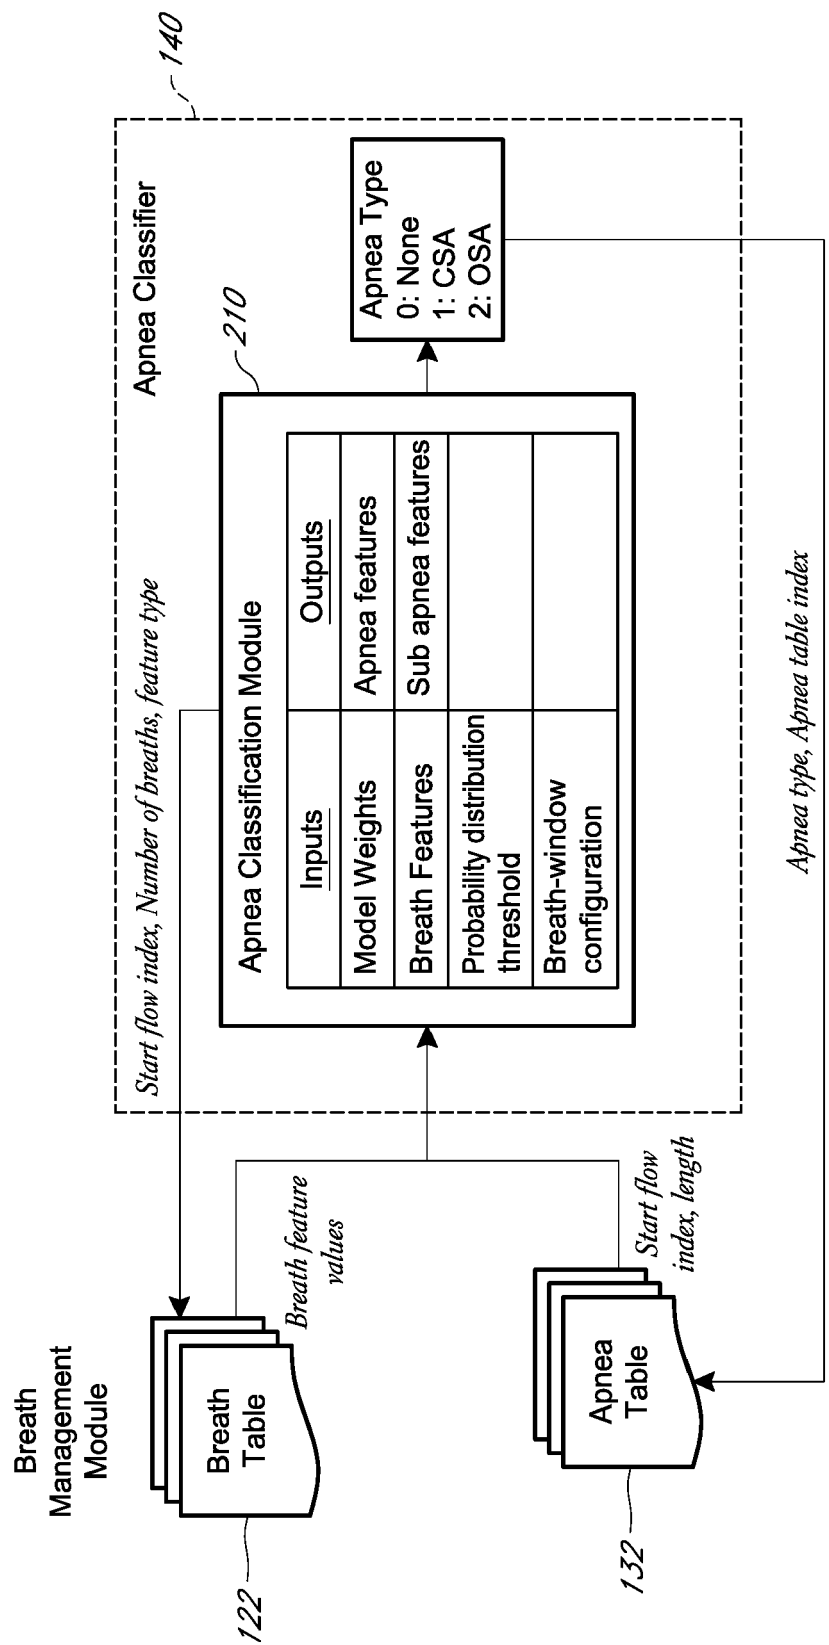 Breath
Management
Module
Breath
Table
122
Breath feature
values
Apnea
Table
132
Start flow
index, length
Start flow index, Number of breaths, feature type
Apnea Classifier
140
210
Apnea Classification Module
Inputs
Outputs
Model Weights
Apnea features
Breath Features
Sub apnea features
Probability distribution
threshold
Breath-window
configuration
Apnea Type
0: None
1: CSA
2: OSA
Apnea type, Apnea table index